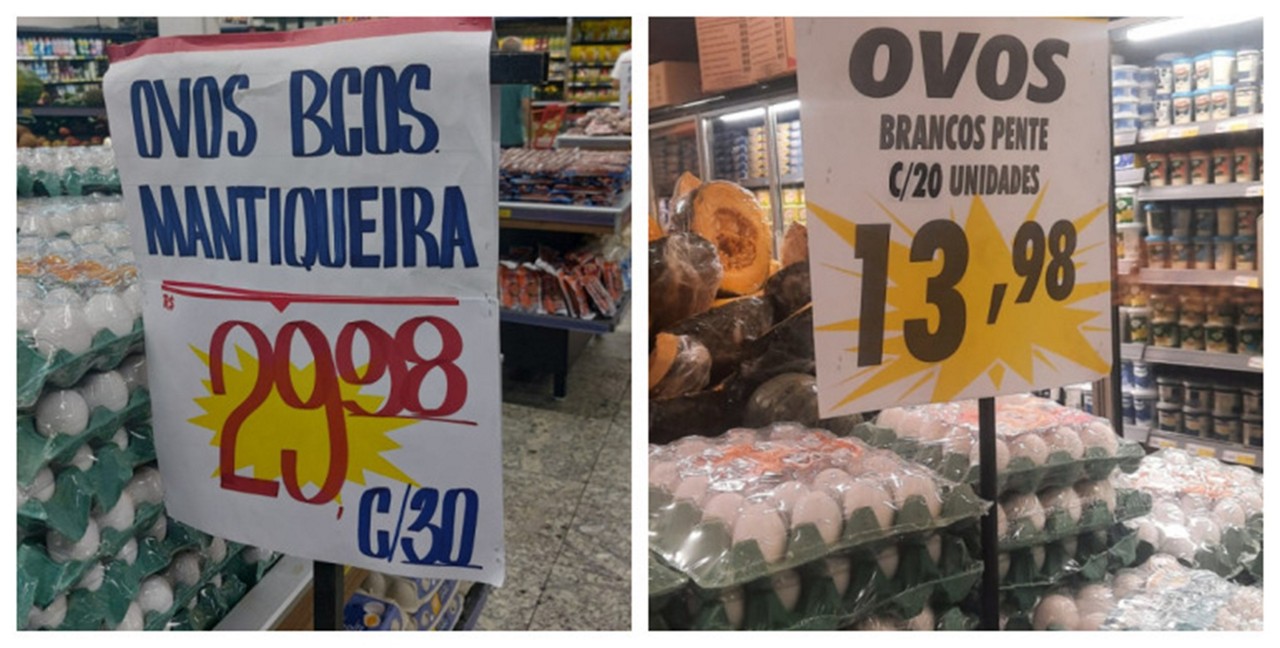 OVOS BCOS.
MANTIQUEIRA
R$
29,98
C/30
OVOS
BRANCOS PENTE
C/20 UNIDADES
13,98